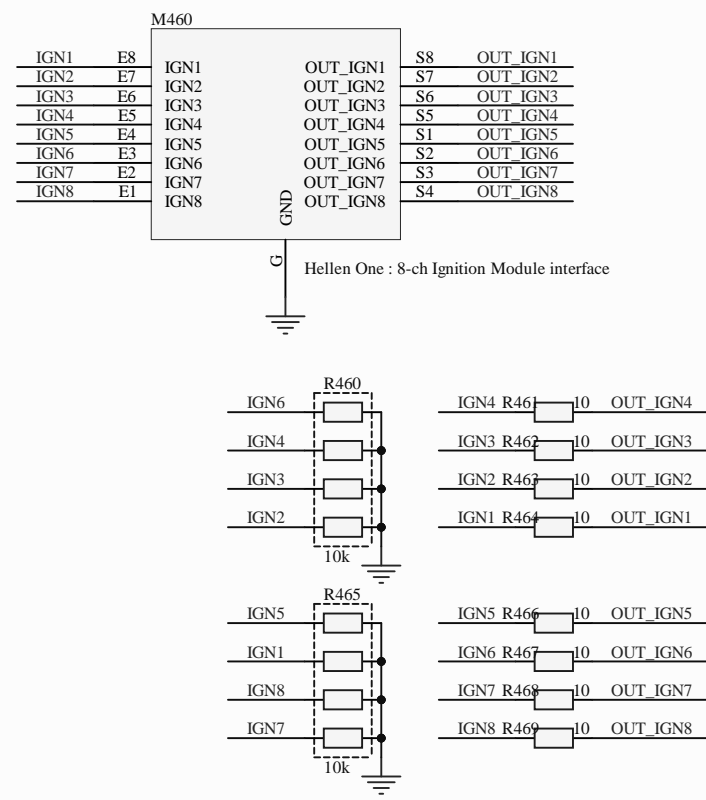 M460
IGN1 E8 IGN1 OUT_IGN1 S8 OUT_IGN1
IGN2 E7 IGN2 OUT_IGN2 S7 OUT_IGN2
IGN3 E6 IGN3 OUT_IGN3 S6 OUT_IGN3
IGN4 E5 IGN4 OUT_IGN4 S5 OUT_IGN4
IGN5 E4 IGN5 OUT_IGN5 S1 OUT_IGN5
IGN6 E3 IGN6 OUT_IGN6 S2 OUT_IGN6
IGN7 E2 IGN7 OUT_IGN7 S3 OUT_IGN7
IGN8 E1 IGN8 OUT_IGN8 S4 OUT_IGN8
GND
G
Hellen One : 8-ch Ignition Module interface
R460
IGN6 IGN4 R461 10 OUT_IGN4
IGN4 IGN3 R462 10 OUT_IGN3
IGN3 IGN2 R463 10 OUT_IGN2
IGN2 IGN1 R464 10 OUT_IGN1
10k
R465
IGN5 IGN5 R466 10 OUT_IGN5
IGN1 IGN6 R467 10 OUT_IGN6
IGN8 IGN7 R468 10 OUT_IGN7
IGN7 IGN8 R469 10 OUT_IGN8
10k